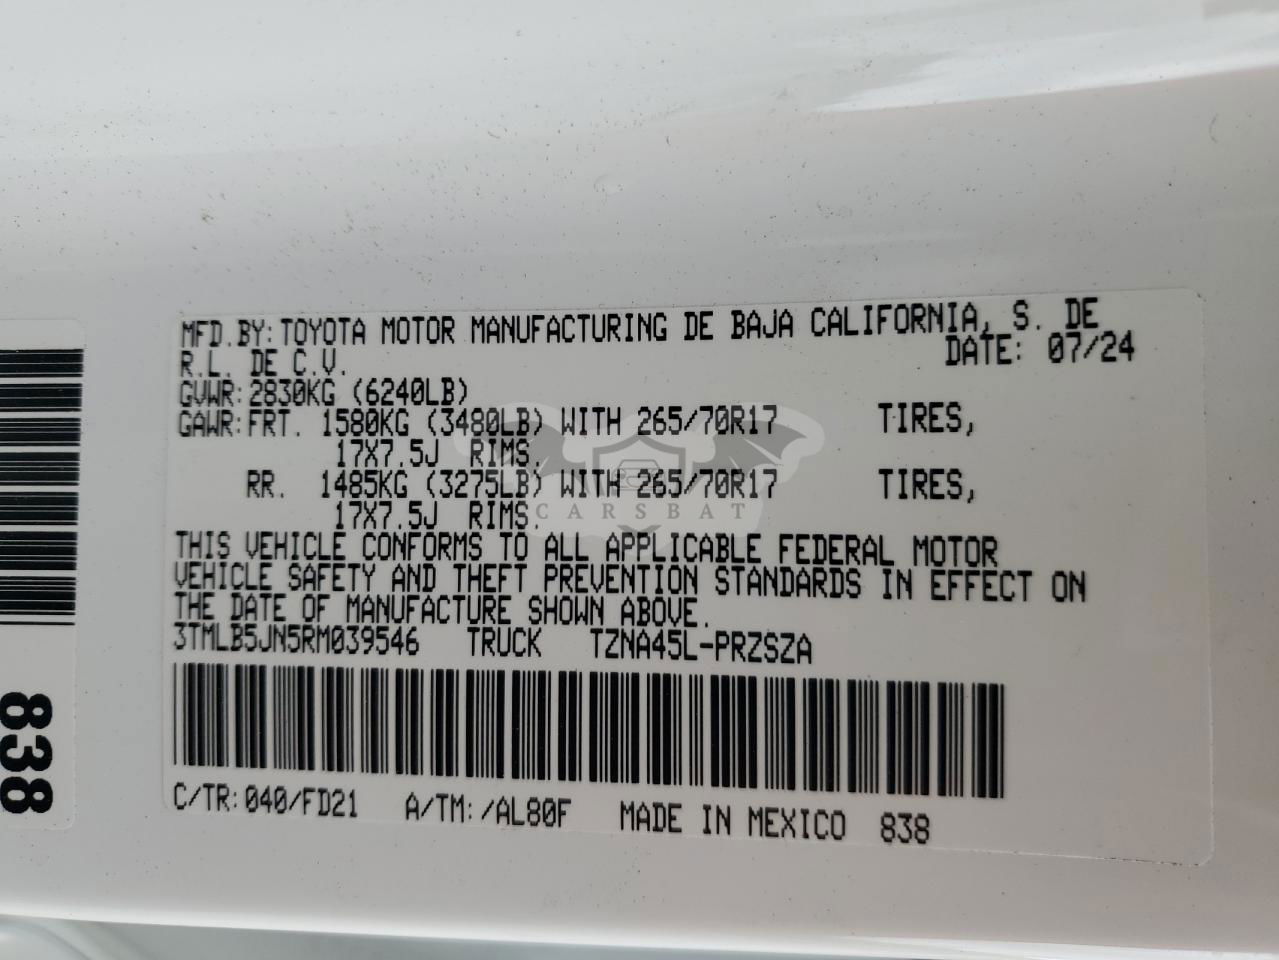 MFD.BY:TOYOTA MOTOR MANUFACTURING DE BAJA CALIFORNIA, S. DE
R.L. DE C.V. DATE: 07/24
GVWR:2830KG (6240LB)
GAWR:FRT. 1580KG (3480LB) WITH 265/70R17 TIRES,
17X7.5J RIMS.
RR. 1485KG (3275LB) WITH 265/70R17 TIRES,
17X7.5J RIMS.
CARSBAT
THIS VEHICLE CONFORMS TO ALL APPLICABLE FEDERAL MOTOR
VEHICLE SAFETY AND THEFT PREVENTION STANDARDS IN EFFECT ON
THE DATE OF MANUFACTURE SHOWN ABOVE.
3TMLB5JN5RM039546 TRUCK TZNA45L-PRZSZA
C/TR:040/FD21 A/TM:/AL80F MADE IN MEXICO 838
838